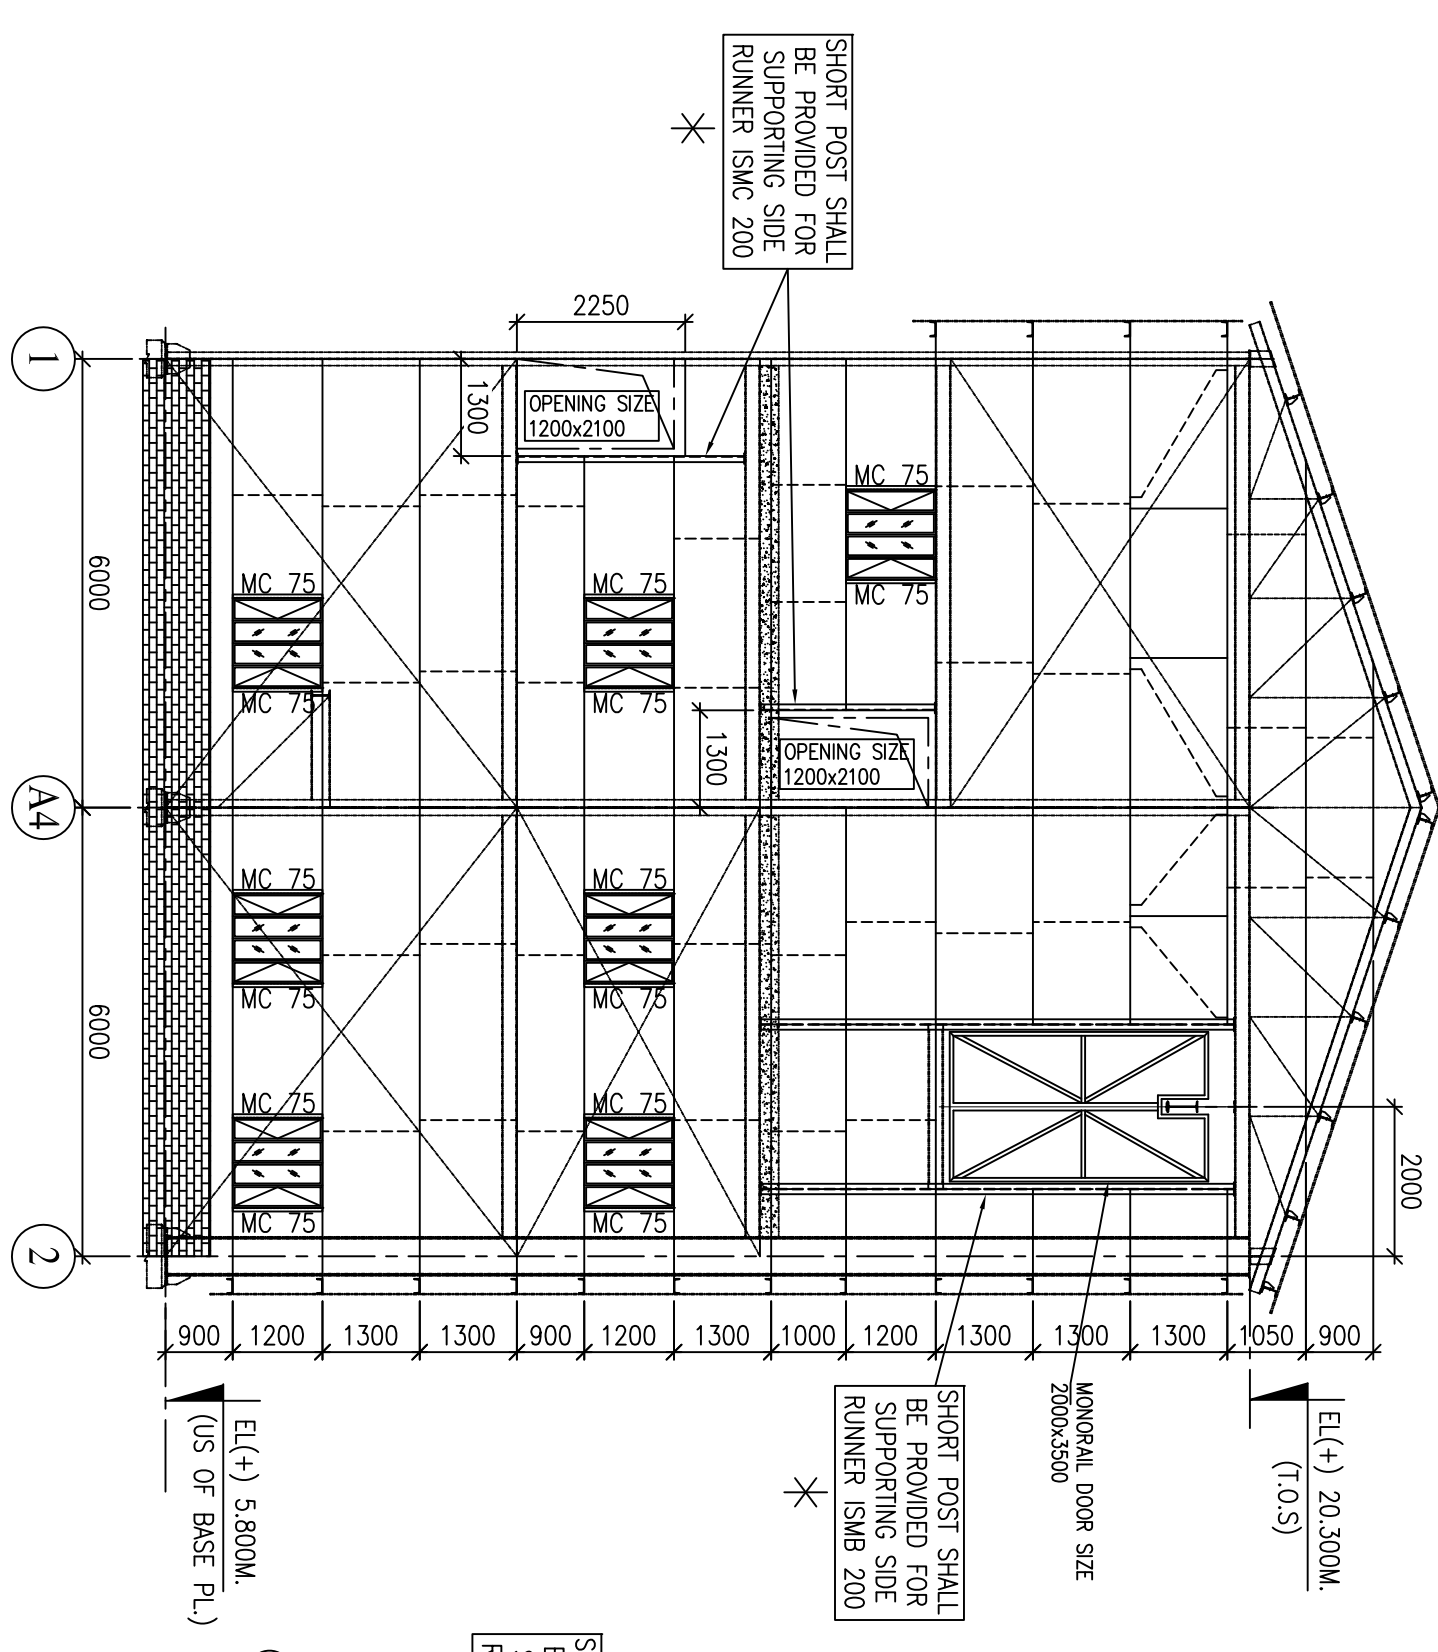 2000
EL(+) 20.300M.
(T.O.S)
900
1050
1300
1300
1300
1200
1000
1300
1200
900
1300
1300
1200
900
MONORAIL DOOR SIZE
2000x3500
SHORT POST SHALL
BE PROVIDED FOR
SUPPORTING SIDE
RUNNER ISMB 200
SHORT POST SHALL
BE PROVIDED FOR
SUPPORTING SIDE
RUNNER ISMC 200
MC 75
MC 75
OPENING SIZE
1200x2100
1300
2250
OPENING SIZE
1200x2100
1300
MC 75
MC 75
MC 75
MC 75
MC 75
MC 75
MC 75
MC 75
MC 75
MC 75
MC 75
MC 75
EL(+) 5.800M.
(US OF BASE PL.)
6000
6000
1
A4
2